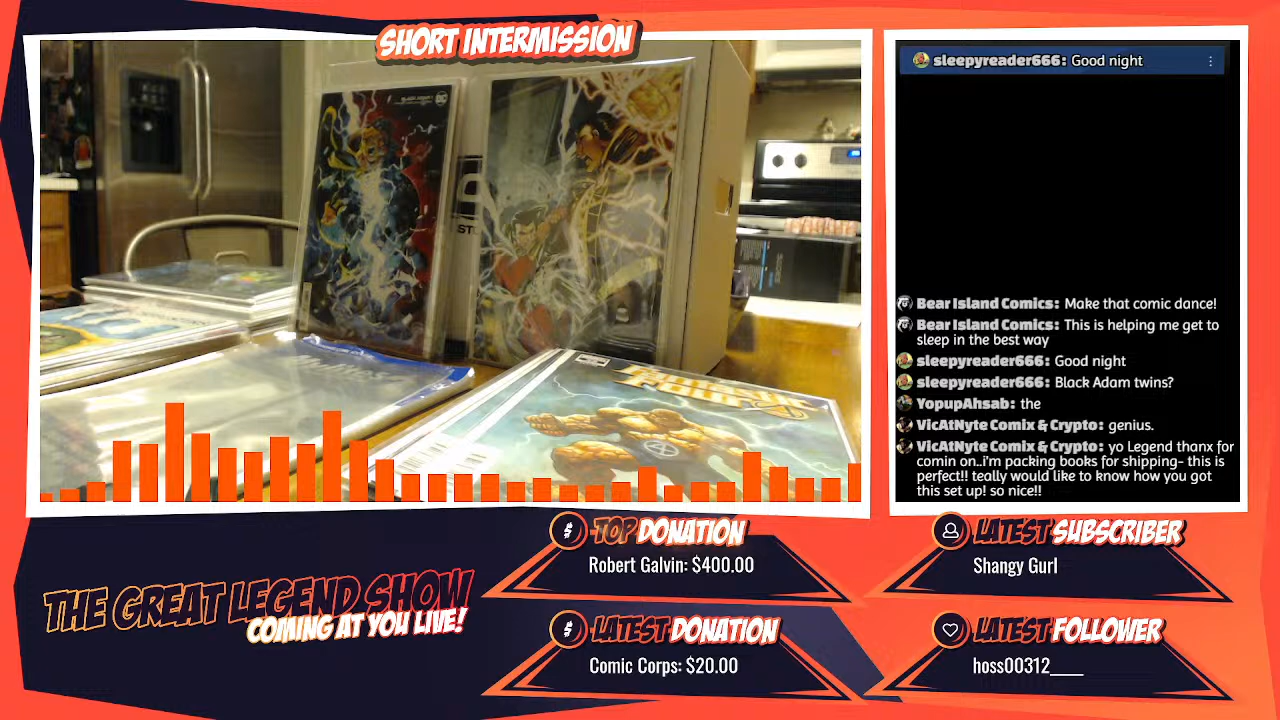 SHORT INTERMISSION
sleepyreader666: Good night
Bear Island Comics: Make that comic dance!
Bear Island Comics: This is helping me get to
sleep in the best way
sleepyreader666: Good night
sleepyreader666: Black Adam twins?
YopupAhsab: the
VicAtNyte Comix & Crypto: genius.
VicAtNyte Comix & Crypto: yo Legend thanx for
comin on..i'm packing books for shipping- this is
perfect!! teally would like to know how you got
this set up! so nice!!
THE GREAT LEGEND SHOW
COMING AT YOU LIVE!
TOP DONATION
Robert Galvin: $400.00
LATEST DONATION
Comic Corps: $20.00
LATEST SUBSCRIBER
Shangy Gurl
LATEST FOLLOWER
hoss00312____